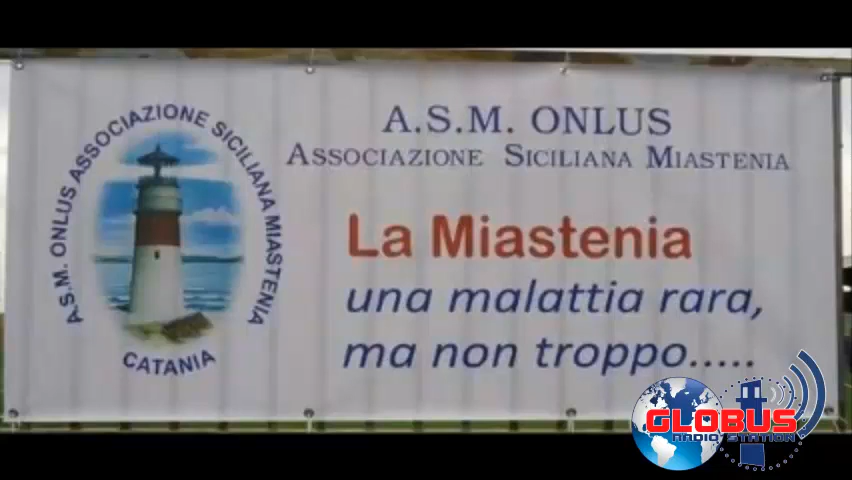 A.S.M. ONLUS ASSOCIAZIONE SICILIANA MIASTENIA
CATANIA
A.S.M. ONLUS
ASSOCIAZIONE SICILIANA MIASTENIA
La Miastenia
una malattia rara,
ma non troppo.....
GLOBUS
RADIO STATION